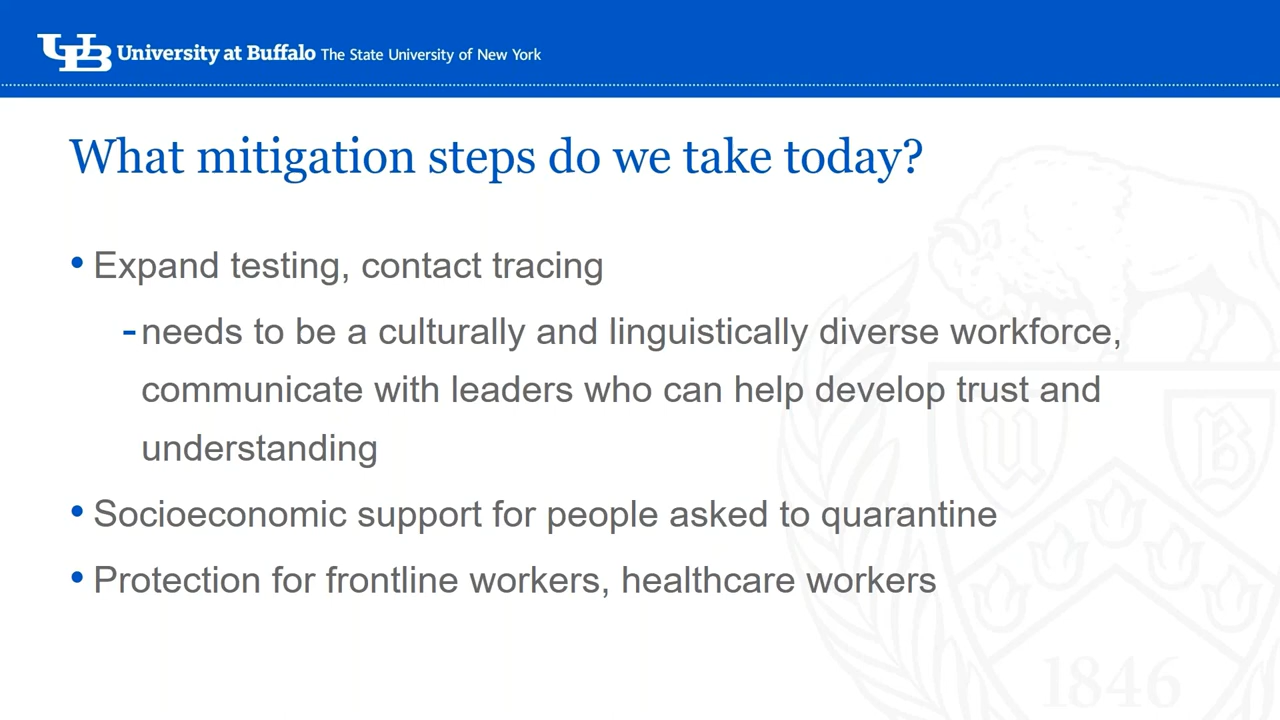 UB University at Buffalo The State University of New York
What mitigation steps do we take today?
• Expand testing, contact tracing
- needs to be a culturally and linguistically diverse workforce,
communicate with leaders who can help develop trust and
understanding
• Socioeconomic support for people asked to quarantine
• Protection for frontline workers, healthcare workers
U B
1846